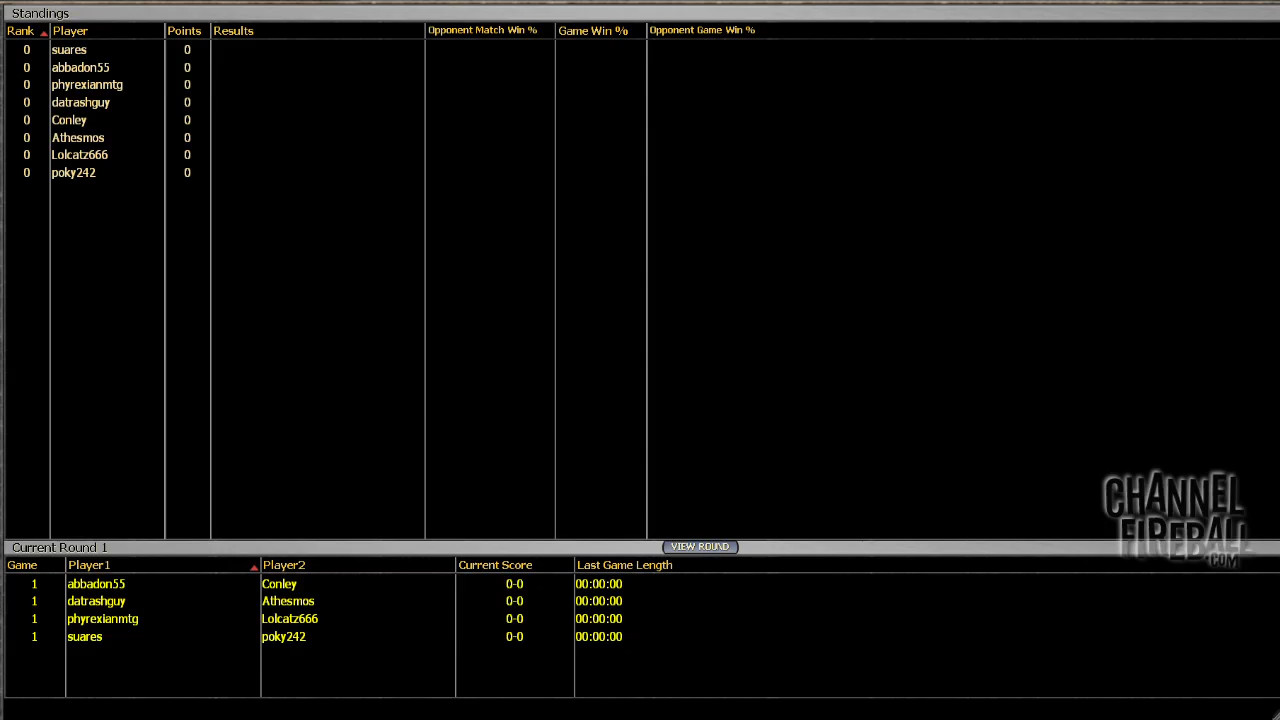 Standings
Rank Player Points Results Opponent Match Win % Game Win % Opponent Game Win %
0 suares 0
0 abbadon55 0
0 phyrexianmtg 0
0 datrashguy 0
0 Conley 0
0 Athesmos 0
0 Lolcatz666 0
0 poky242 0
CHANNEL
FIREBALL
.COM
Current Round 1 VIEW ROUND
Game Player1 Player2 Current Score Last Game Length
1 abbadon55 Conley 0-0 00:00:00
1 datrashguy Athesmos 0-0 00:00:00
1 phyrexianmtg Lolcatz666 0-0 00:00:00
1 suares poky242 0-0 00:00:00